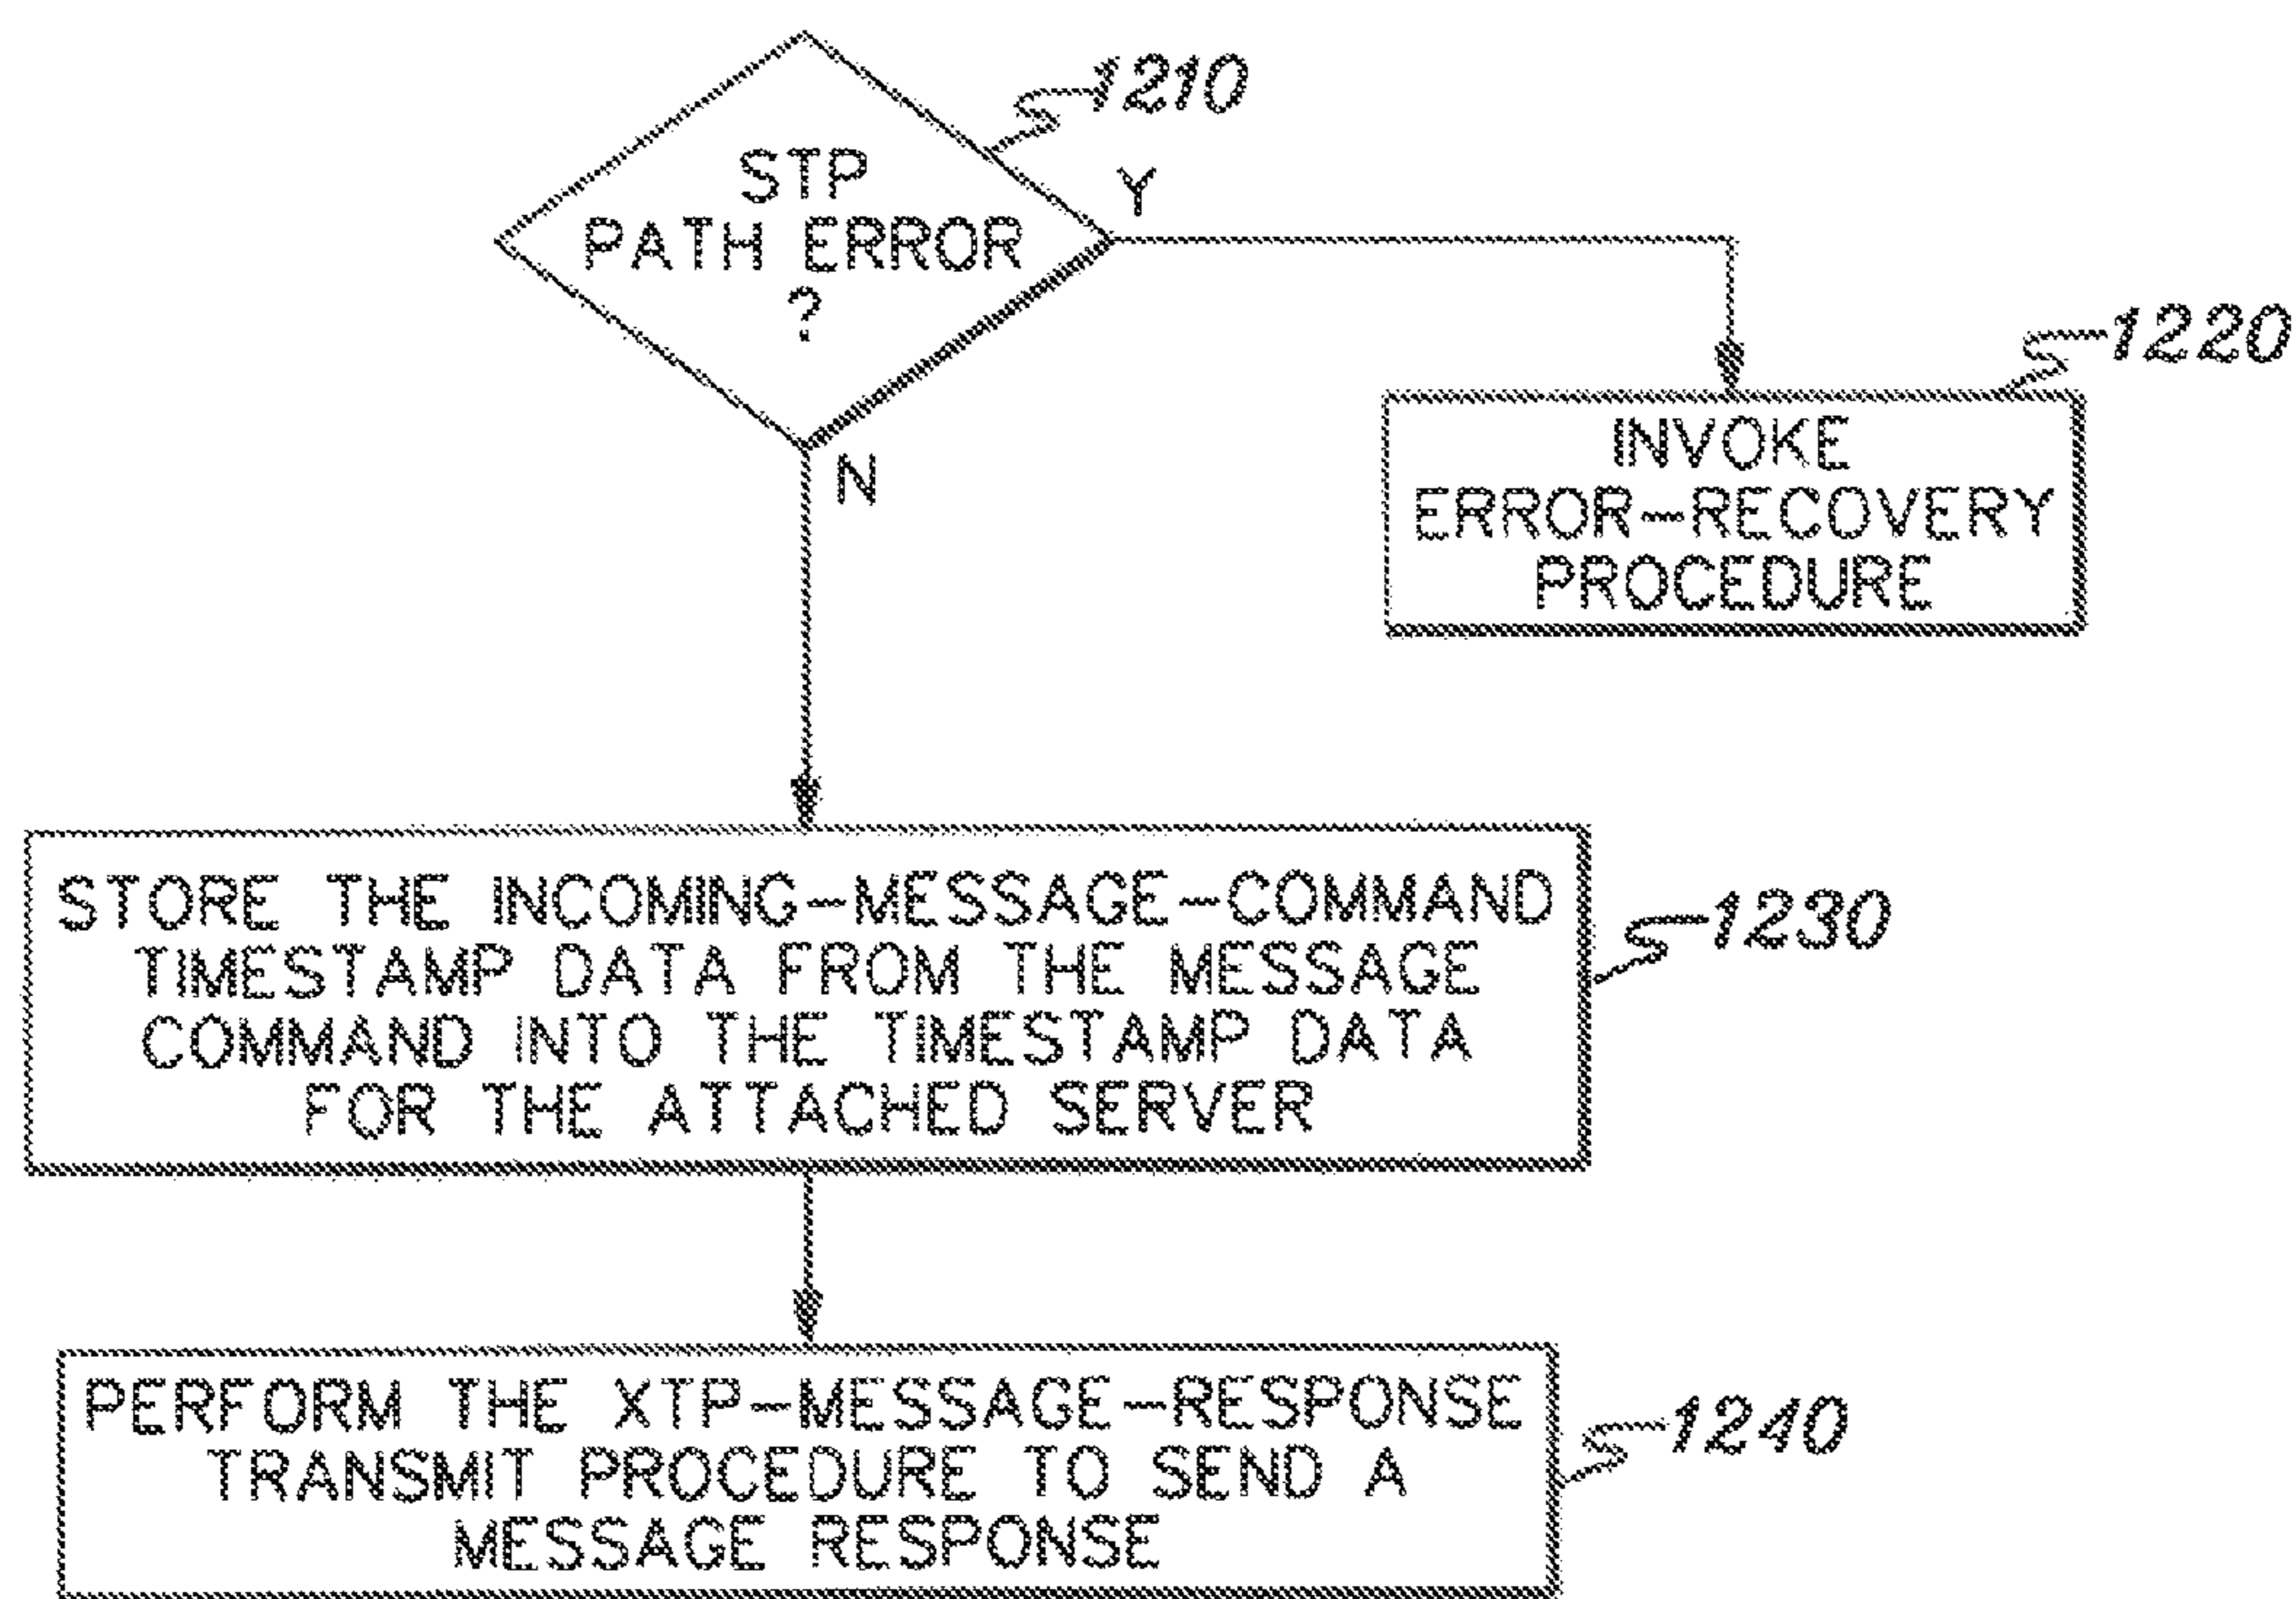 1210
STP
PATH ERROR
?
Y
N
1220
INVOKE
ERROR-RECOVERY
PROCEDURE
STORE THE INCOMING-MESSAGE-COMMAND
TIMESTAMP DATA FROM THE MESSAGE
COMMAND INTO THE TIMESTAMP DATA
FOR THE ATTACHED SERVER
1230
PERFORM THE XTP-MESSAGE-RESPONSE
TRANSMIT PROCEDURE TO SEND A
MESSAGE RESPONSE
1240